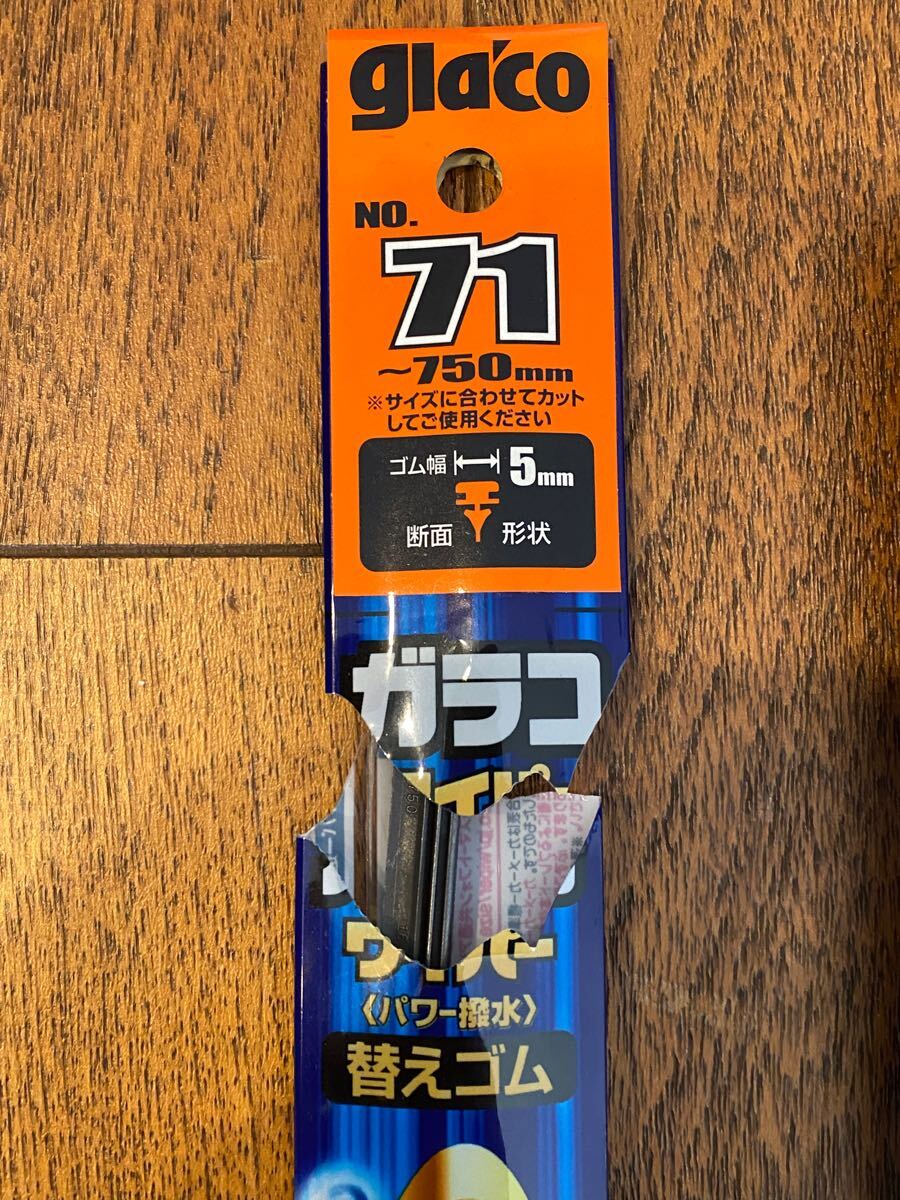 gla'co
NO.
71
~750mm
※サイズに合わせてカット
してご使用ください
ゴム幅 5mm
断面 形状
ガラコ
ワイパー
〈パワー撥水〉
替えゴム